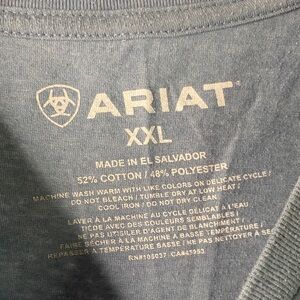 ARIAT
XXL
MADE IN EL SALVADOR
52% COTTON / 48% POLYESTER
MACHINE WASH WARM WITH LIKE COLORS ON DELICATE CYCLE /
DO NOT BLEACH / TUMBLE DRY AT LOW HEAT /
COOL IRON / DO NOT DRY CLEAN
LAVER À LA MACHINE AU CYCLE DÉLICAT À L'EAU
TIÈDE AVEC DES COULEURS SEMBLABLES /
NE PAS UTILISER D'AGENT DE BLANCHIMENT /
FAIRE SÉCHER À LA MACHINE À TEMPÉRATURE BASSE /
REPASSER À TEMPÉRATURE BASSE / NE PAS NETTOYER À SEC